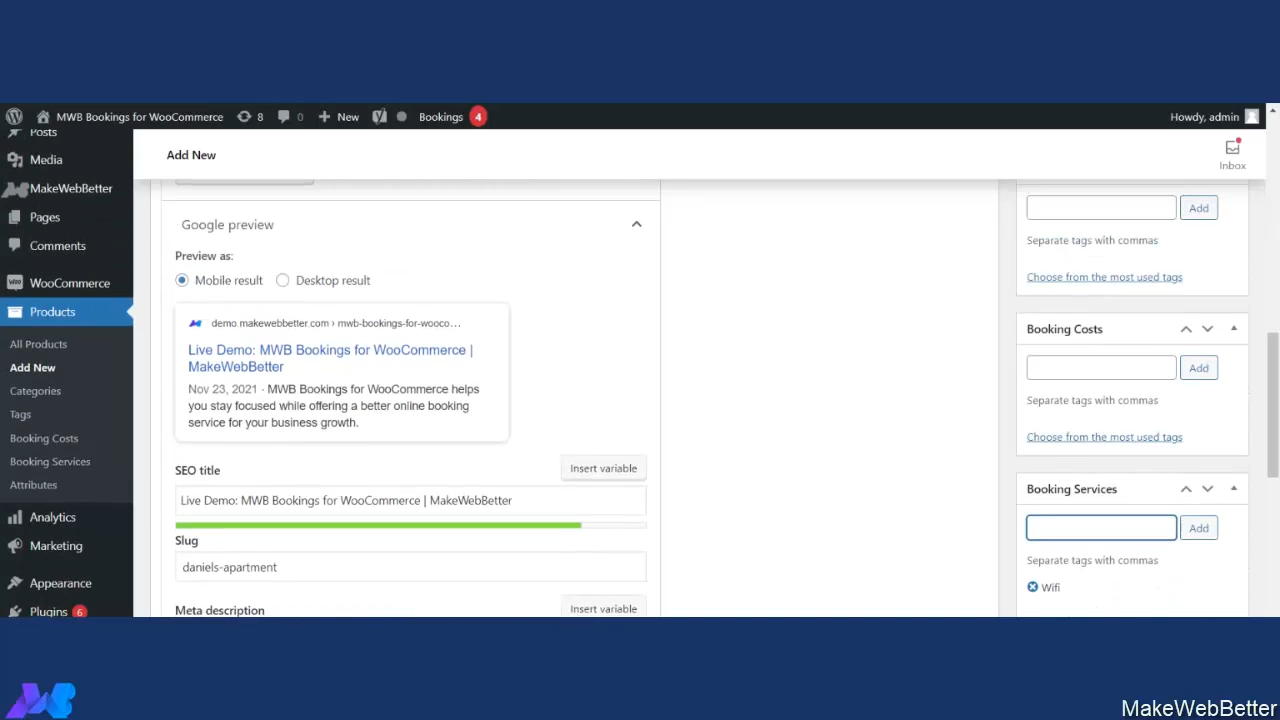 MWB Bookings for WooCommerce 8 0 New Bookings 4 Howdy, admin
Posts
Media
MakeWebBetter
Pages
Comments
WooCommerce
Products
All Products
Add New
Categories
Tags
Booking Costs
Booking Services
Attributes
Analytics
Marketing
Appearance
Plugins 6
Add New
Inbox
Google preview
Preview as:
Mobile result Desktop result
demo.makewebbetter.com › mwb-bookings-for-wooco...
Live Demo: MWB Bookings for WooCommerce |
MakeWebBetter
Nov 23, 2021 · MWB Bookings for WooCommerce helps
you stay focused while offering a better online booking
service for your business growth.
SEO title
Insert variable
Live Demo: MWB Bookings for WooCommerce | MakeWebBetter
Slug
daniels-apartment
Meta description
Insert variable
Add
Separate tags with commas
Choose from the most used tags
Booking Costs
Add
Separate tags with commas
Choose from the most used tags
Booking Services
Add
Separate tags with commas
Wifi
MakeWebBetter